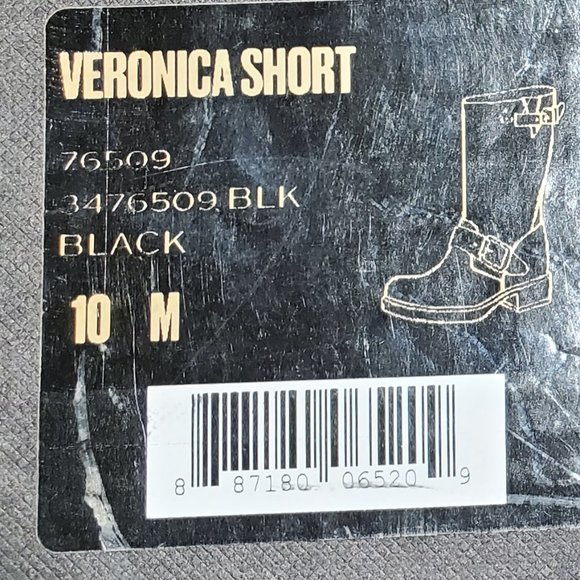 VERONICA SHORT
76509
3476509 BLK
BLACK
10 M
8 87180 06520 9